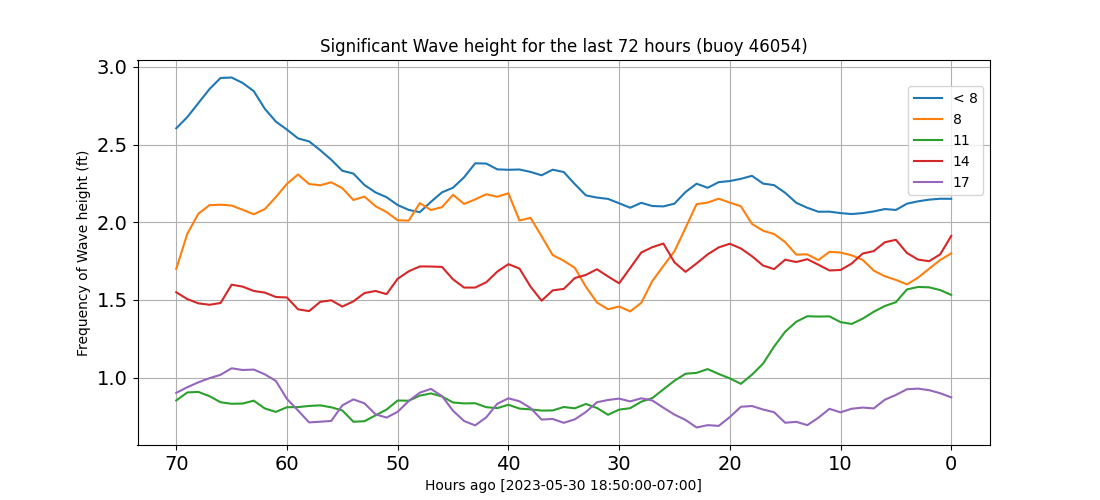 Significant Wave height for the last 72 hours (buoy 46054)
Frequency of Wave height (ft)
3.0
2.5
2.0
1.5
1.0
< 8
8
11
14
17
70 60 50 40 30 20 10 0
Hours ago [2023-05-30 18:50:00-07:00]